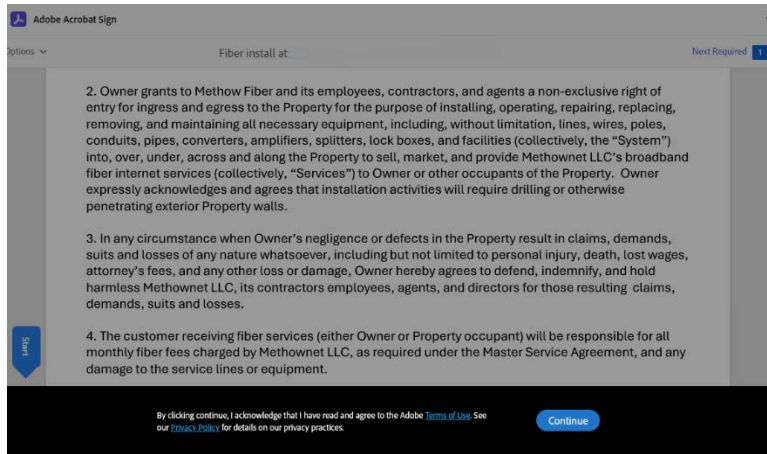 Adobe Acrobat Sign
Options
Fiber install at
Next Required 1
2. Owner grants to Methow Fiber and its employees, contractors, and agents a non-exclusive right of
entry for ingress and egress to the Property for the purpose of installing, operating, repairing, replacing,
removing, and maintaining all necessary equipment, including, without limitation, lines, wires, poles,
conduits, pipes, converters, amplifiers, splitters, lock boxes, and facilities (collectively, the “System”)
into, over, under, across and along the Property to sell, market, and provide Methownet LLC’s broadband
fiber internet services (collectively, “Services”) to Owner or other occupants of the Property. Owner
expressly acknowledges and agrees that installation activities will require drilling or otherwise
penetrating exterior Property walls.
3. In any circumstance when Owner’s negligence or defects in the Property result in claims, demands,
suits and losses of any nature whatsoever, including but not limited to personal injury, death, lost wages,
attorney’s fees, and any other loss or damage, Owner hereby agrees to defend, indemnify, and hold
harmless Methownet LLC, its contractors employees, agents, and directors for those resulting claims,
demands, suits and losses.
4. The customer receiving fiber services (either Owner or Property occupant) will be responsible for all
monthly fiber fees charged by Methownet LLC, as required under the Master Service Agreement, and any
damage to the service lines or equipment.
Start
By clicking continue, I acknowledge that I have read and agree to the Adobe Terms of Use. See
our Privacy Policy for details on our privacy practices.
Continue